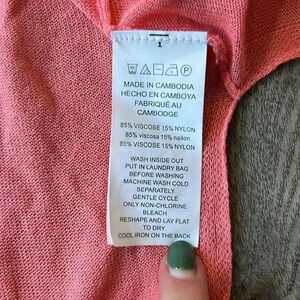 1
MADE IN CAMBODIA
HECHO EN CAMBOYA
FABRIQUÉ AU
CAMBODGE
85% VISCOSE 15% NYLON
85% viscosa 15% nailon
85% VISCOSE 15% NYLON
WASH INSIDE OUT
PUT IN LAUNDRY BAG
BEFORE WASHING
MACHINE WASH COLD
SEPARATELY
GENTLE CYCLE
ONLY NON-CHLORINE
BLEACH
RESHAPE AND LAY FLAT
TO DRY
COOL IRON ON THE BACK